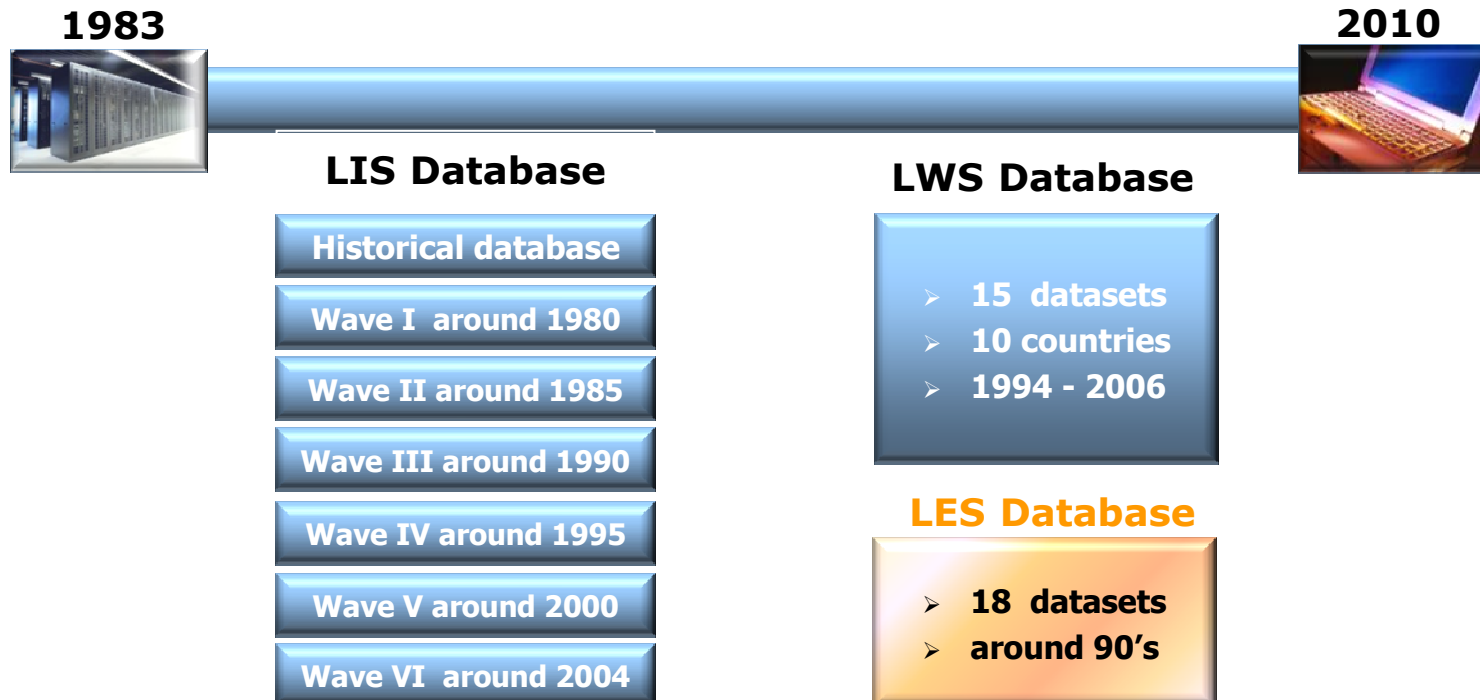 1983
2010
LIS Database
Historical database
Wave I around 1980
Wave II around 1985
Wave III around 1990
Wave IV around 1995
Wave V around 2000
Wave VI around 2004
LWS Database
➢ 15 datasets
➢ 10 countries
➢ 1994 - 2006
LES Database
➢ 18 datasets
➢ around 90’s